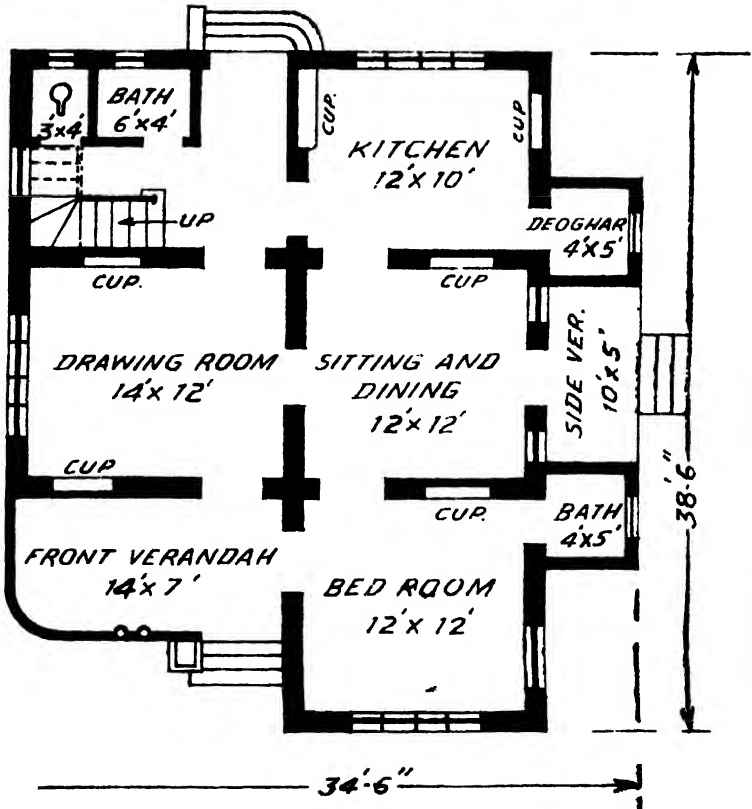 BATH
6'x4'
3'x4'
CUP.
CUP
KITCHEN
12'x10'
UP
DEOGHAR
4'x5'
CUP.
CUP
DRAWING ROOM
14'x12'
SITTING AND
DINING
12'x12'
SIDE VER.
10'x5'
CUP
CUP.
BATH
4'x5'
38'-6"
FRONT VERANDAH
14'x7'
BED ROOM
12'x12'
34'-6"